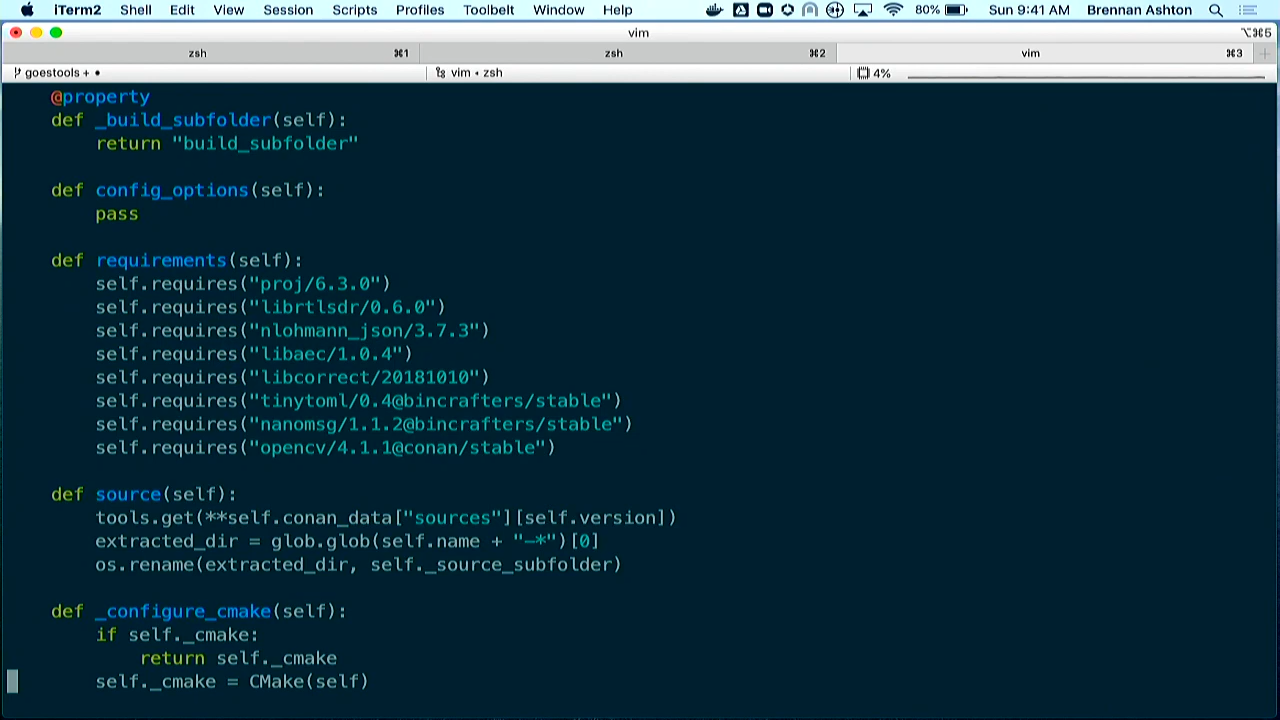 iTerm2 Shell Edit View Session Scripts Profiles Toolbelt Window Help 80% Sun 9:41 AM Brennan Ashton
vim ⌥⌘5
zsh ⌘1 zsh ⌘2 vim ⌘3
goestools + • vim • zsh 4%
@property
def _build_subfolder(self):
return "build_subfolder"
def config_options(self):
pass
def requirements(self):
self.requires("proj/6.3.0")
self.requires("librtlsdr/0.6.0")
self.requires("nlohmann_json/3.7.3")
self.requires("libaec/1.0.4")
self.requires("libcorrect/20181010")
self.requires("tinytoml/0.4@bincrafters/stable")
self.requires("nanomsg/1.1.2@bincrafters/stable")
self.requires("opencv/4.1.1@conan/stable")
def source(self):
tools.get(**self.conan_data["sources"][self.version])
extracted_dir = glob.glob(self.name + "-*")[0]
os.rename(extracted_dir, self._source_subfolder)
def _configure_cmake(self):
if self._cmake:
return self._cmake
self._cmake = CMake(self)